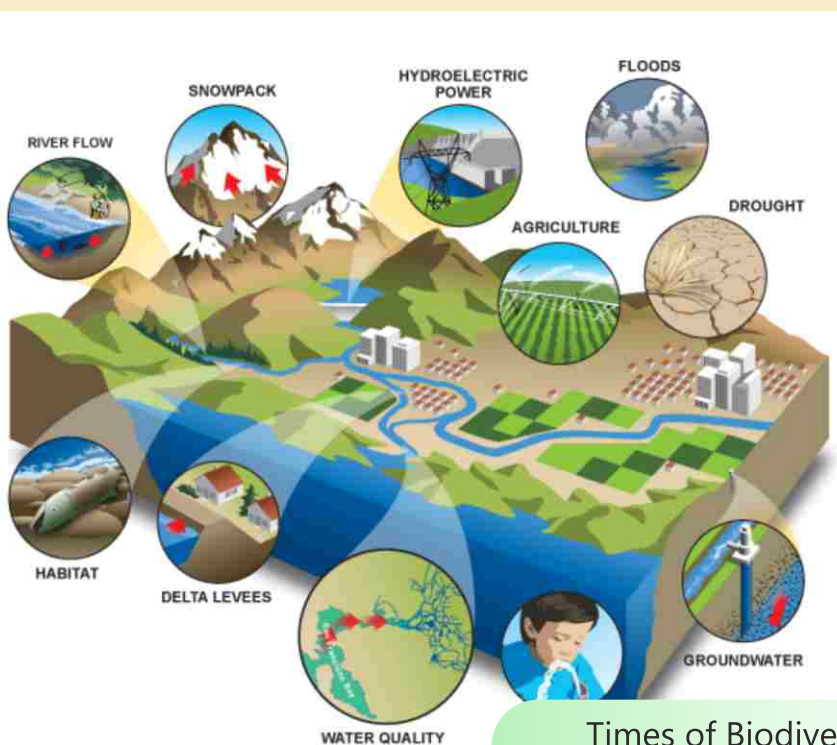 FLOODS
HYDROELECTRIC
POWER
SNOWPACK
RIVER FLOW
DROUGHT
AGRICULTURE
HABITAT
DELTA LEVEES
GROUNDWATER
WATER QUALITY
Times of Biodive